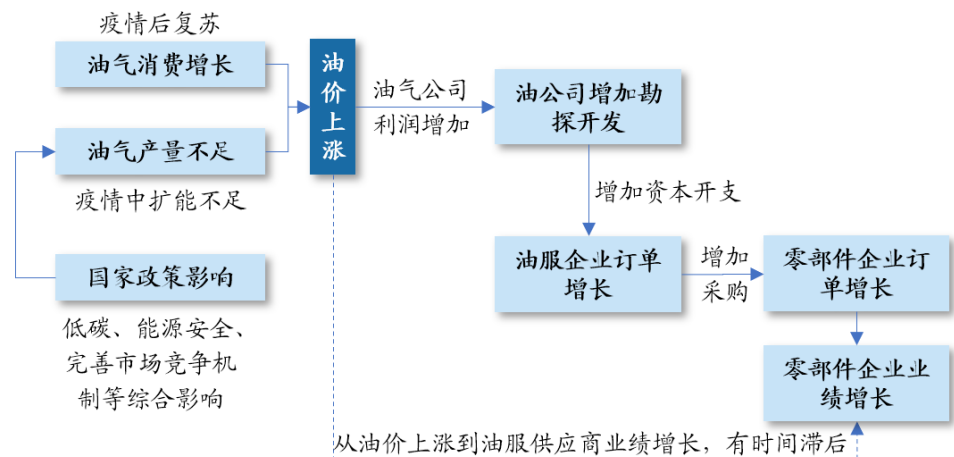 疫情后复苏
油气消费增长
油气产量不足
疫情中扩能不足
国家政策影响
低碳、能源安全、
完善市场竞争机
制等综合影响
油价上涨
油气公司
利润增加
油公司增加勘
探开发
增加资本开支
油服企业订单
增长
增加
采购
零部件企业订
单增长
零部件企业业
绩增长
从油价上涨到油服供应商业绩增长，有时间滞后